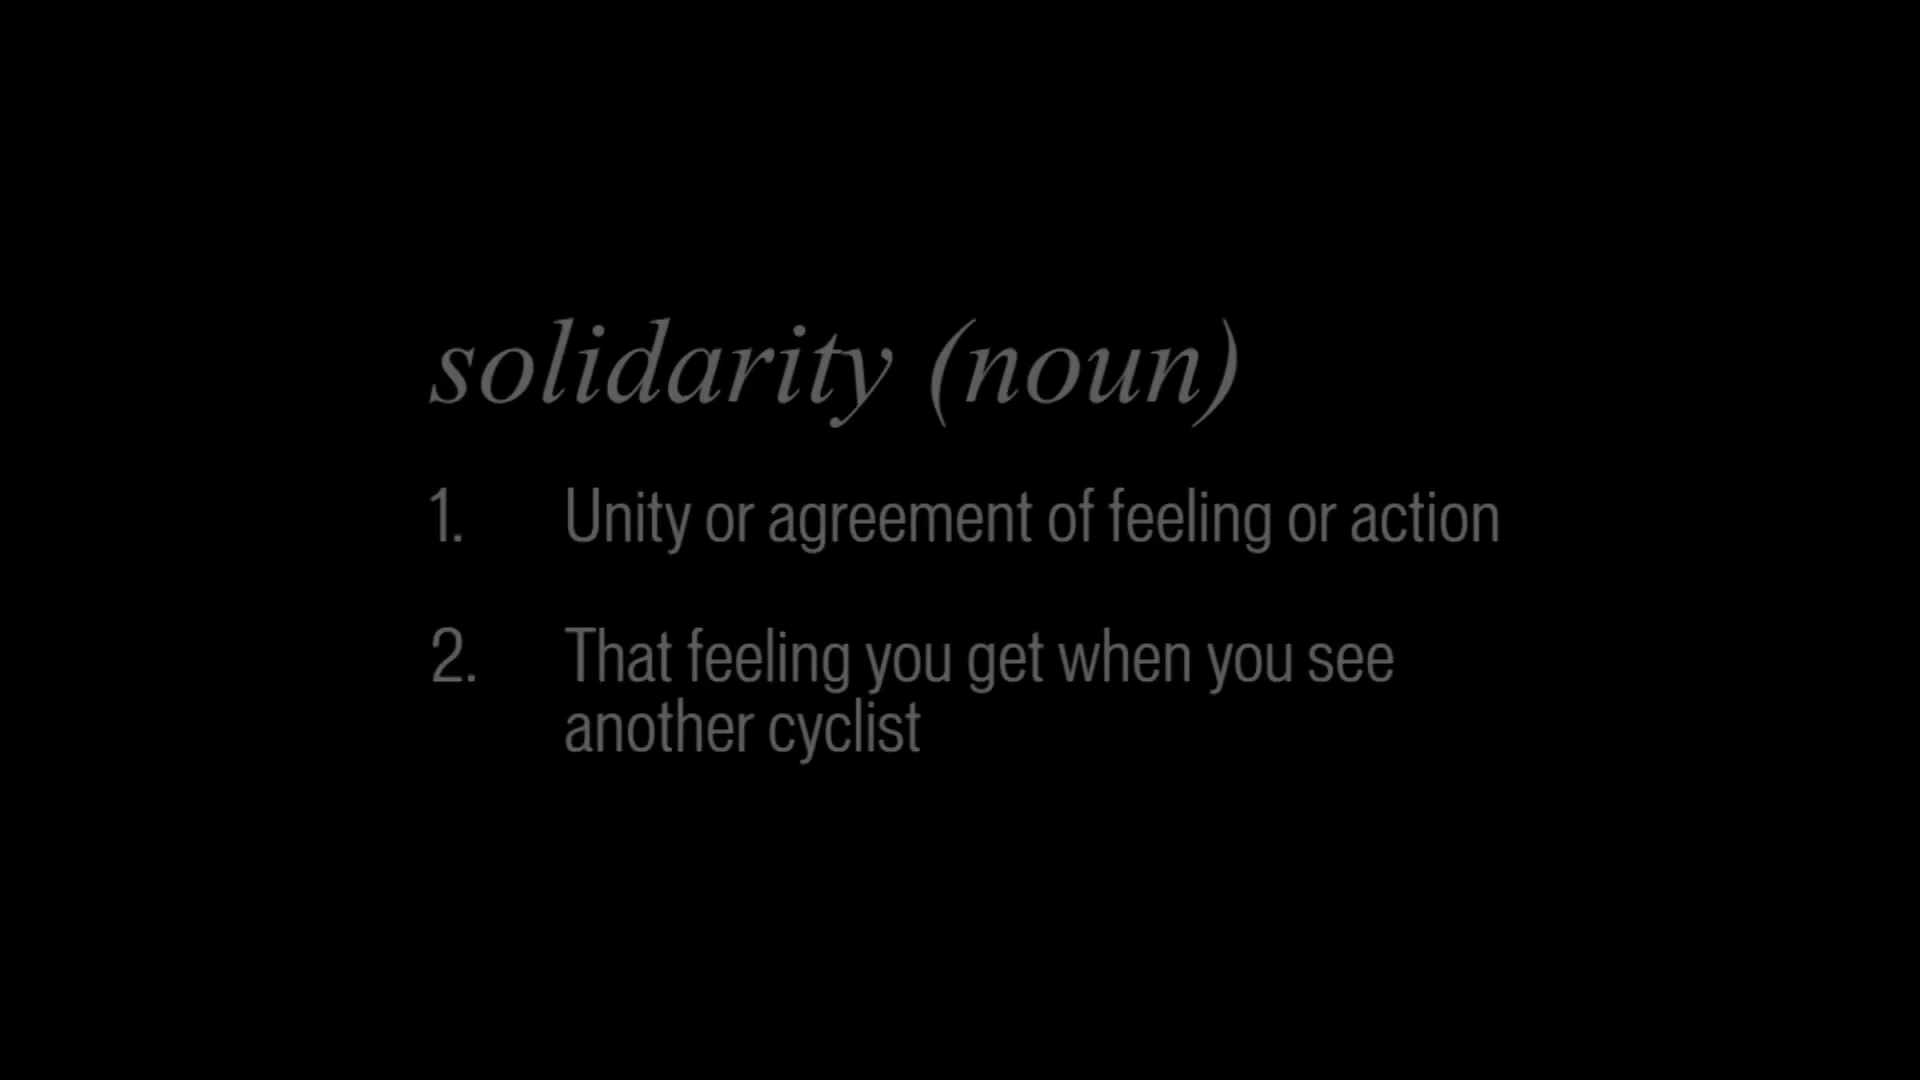 solidarity (noun)
1. Unity or agreement of feeling or action
2. That feeling you get when you see
another cyclist